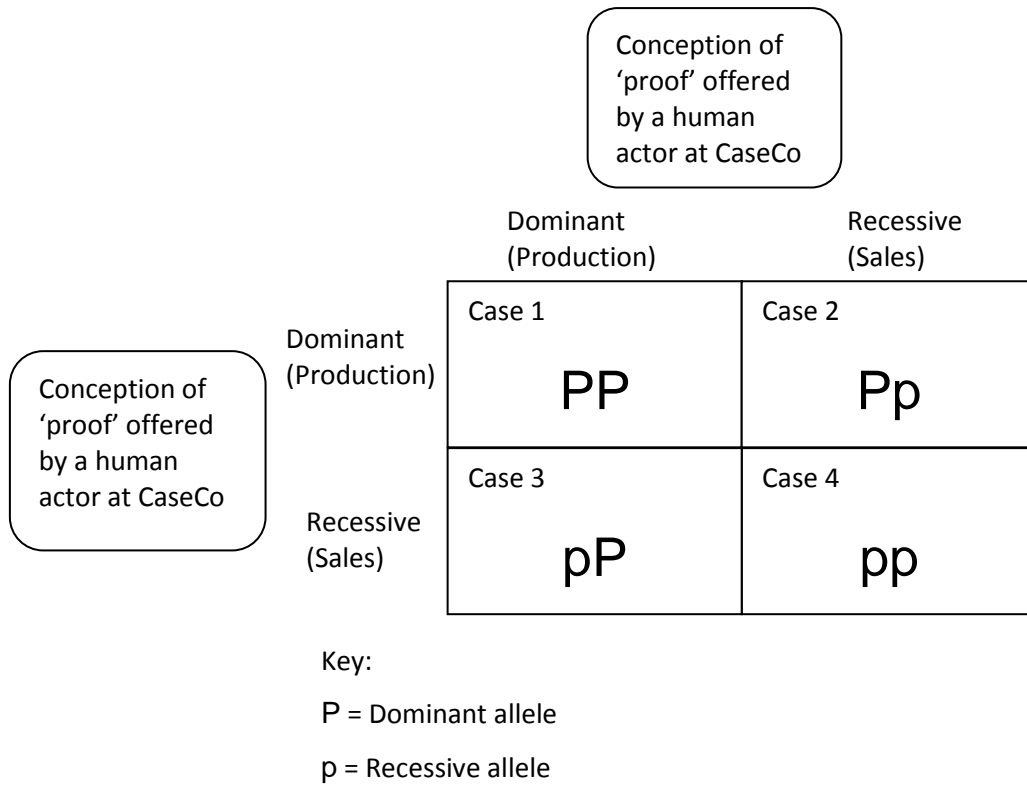 Conception of
‘proof’ offered
by a human
actor at CaseCo
Dominant
(Production)
Recessive
(Sales)
Conception of
‘proof’ offered
by a human
actor at CaseCo
Dominant
(Production)
Case 1
PP
Case 2
Pp
Recessive
(Sales)
Case 3
pP
Case 4
pp
Key:
P = Dominant allele
p = Recessive allele